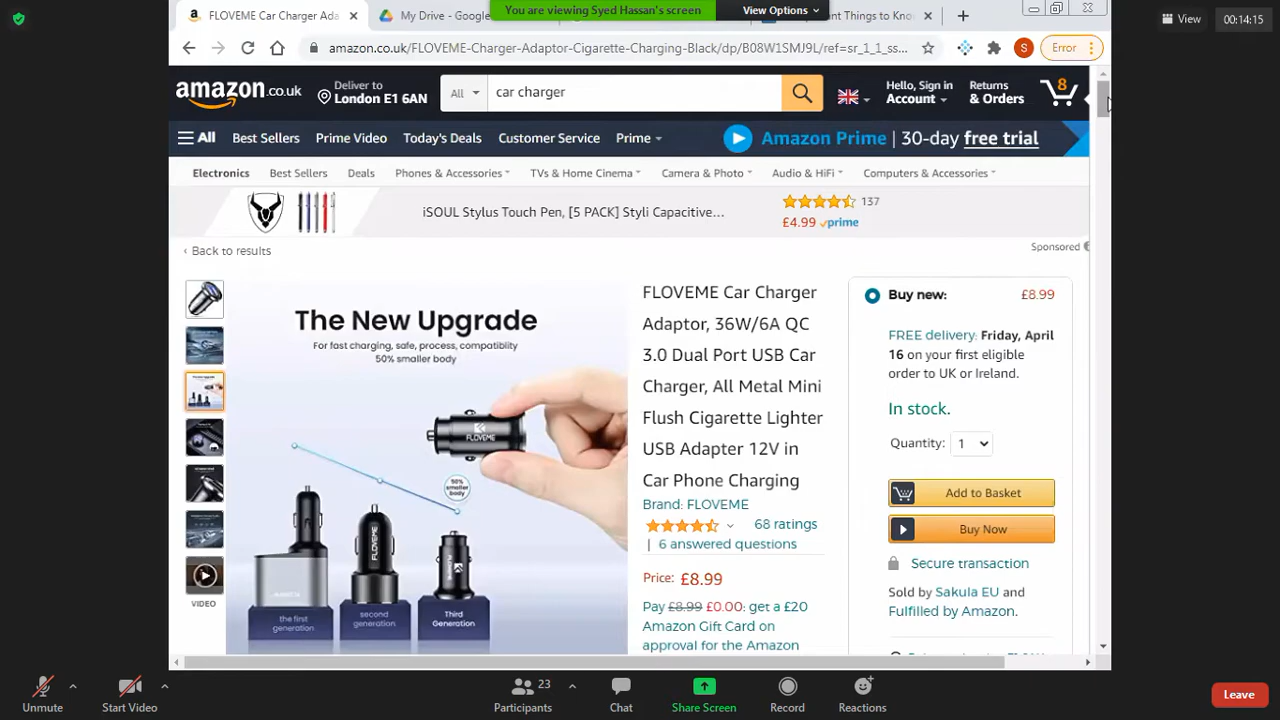 FLOVEME Car Charger Ada
My Drive - Google
You are viewing Syed Hassan's screen
View Options
ant Things to Know
View
00:14:15
amazon.co.uk/FLOVEME-Charger-Adaptor-Cigarette-Charging-Black/dp/B08W1SMJ9L/ref=sr_1_1_ss...
S
Error
amazon.co.uk
Deliver to
London E1 6AN
All
car charger
Hello, Sign in
Account
Returns
& Orders
8
All
Best Sellers
Prime Video
Today's Deals
Customer Service
Prime
Amazon Prime | 30-day free trial
Electronics
Best Sellers
Deals
Phones & Accessories
TVs & Home Cinema
Camera & Photo
Audio & HiFi
Computers & Accessories
iSOUL Stylus Touch Pen, [5 PACK] Styli Capacitive...
137
£4.99 prime
‹ Back to results
Sponsored
The New Upgrade
For fast charging, safe, process, compatiblity
50% smaller body
FLOVEME
50%
smaller
body
FLOVEME
the first
generation
second
generation
Third
Generation
VIDEO
FLOVEME Car Charger
Adaptor, 36W/6A QC
3.0 Dual Port USB Car
Charger, All Metal Mini
Flush Cigarette Lighter
USB Adapter 12V in
Car Phone Charging
Brand: FLOVEME
68 ratings
| 6 answered questions
Price: £8.99
Pay £8.99 £0.00: get a £20
Amazon Gift Card on
approval for the Amazon
Buy new:
£8.99
FREE delivery: Friday, April
16 on your first eligible
order to UK or Ireland.
In stock.
Quantity: 1
Add to Basket
Buy Now
Secure transaction
Sold by Sakula EU and
Fulfilled by Amazon.
Unmute
Start Video
23
Participants
Chat
Share Screen
Record
Reactions
Leave